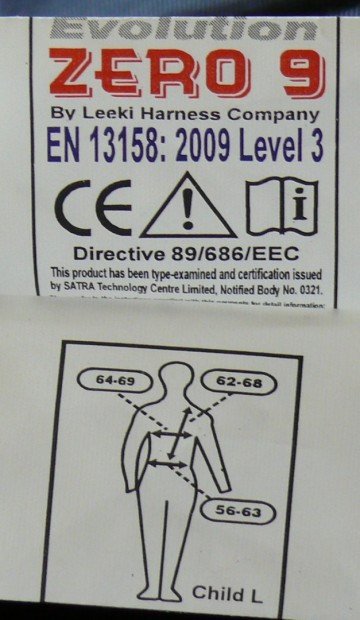 Evolution
ZERO 9
By Leeki Harness Company
EN 13158: 2009 Level 3
CE ! i
Directive 89/686/EEC
This product has been type-examined and certification issued
by SATRA Technology Centre Limited, Notified Body No. 0321.
64-69 62-68
56-63
Child L